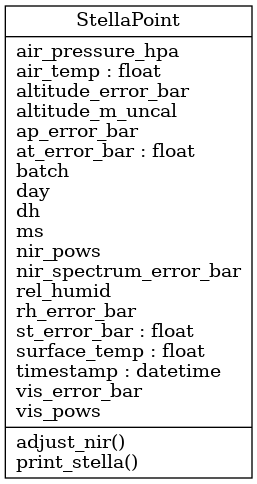 StellaPoint
air_pressure_hpa
air_temp : float
altitude_error_bar
altitude_m_uncal
ap_error_bar
at_error_bar : float
batch
day
dh
ms
nir_pows
nir_spectrum_error_bar
rel_humid
rh_error_bar
st_error_bar : float
surface_temp : float
timestamp : datetime
vis_error_bar
vis_pows
adjust_nir()
print_stella()